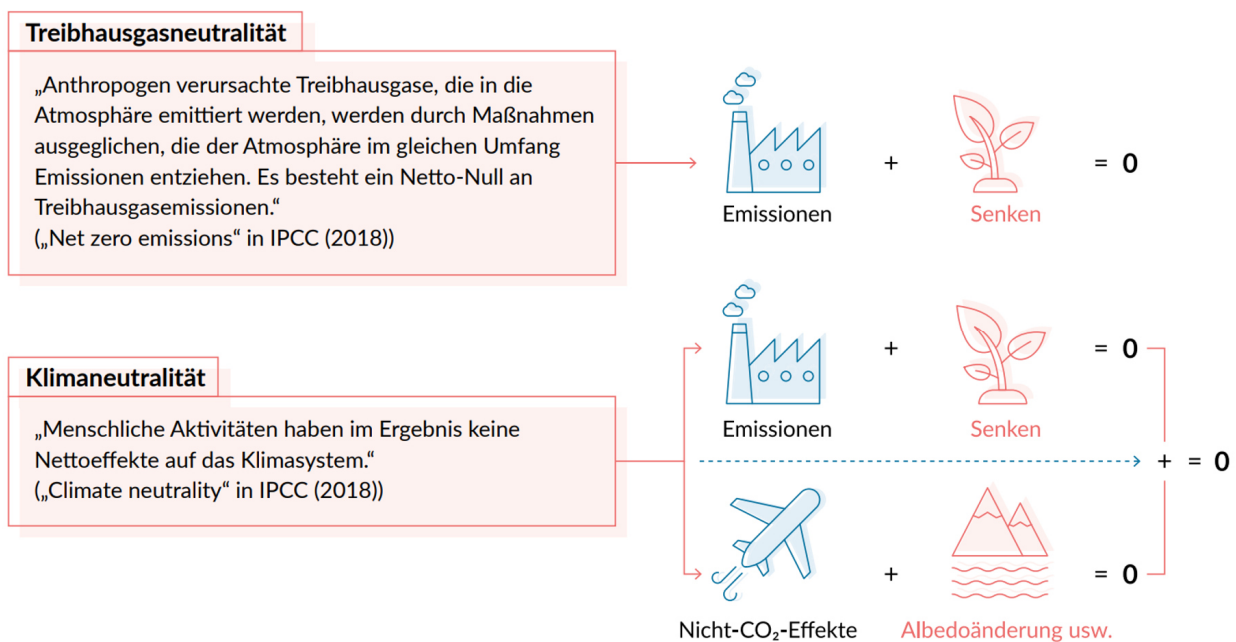 Treibhausgasneutralität
„Anthropogen verursachte Treibhausgase, die in die
Atmosphäre emittiert werden, werden durch Maßnahmen
ausgeglichen, die der Atmosphäre im gleichen Umfang
Emissionen entziehen. Es besteht ein Netto-Null an
Treibhausgasemissionen.“
(„Net zero emissions“ in IPCC (2018))
+ = 0
Emissionen Senken
Klimaneutralität
„Menschliche Aktivitäten haben im Ergebnis keine
Nettoeffekte auf das Klimasystem.“
(„Climate neutrality“ in IPCC (2018))
+ = 0
Emissionen Senken
+ = 0
+ = 0
Nicht-CO₂-Effekte Albedoänderung usw.